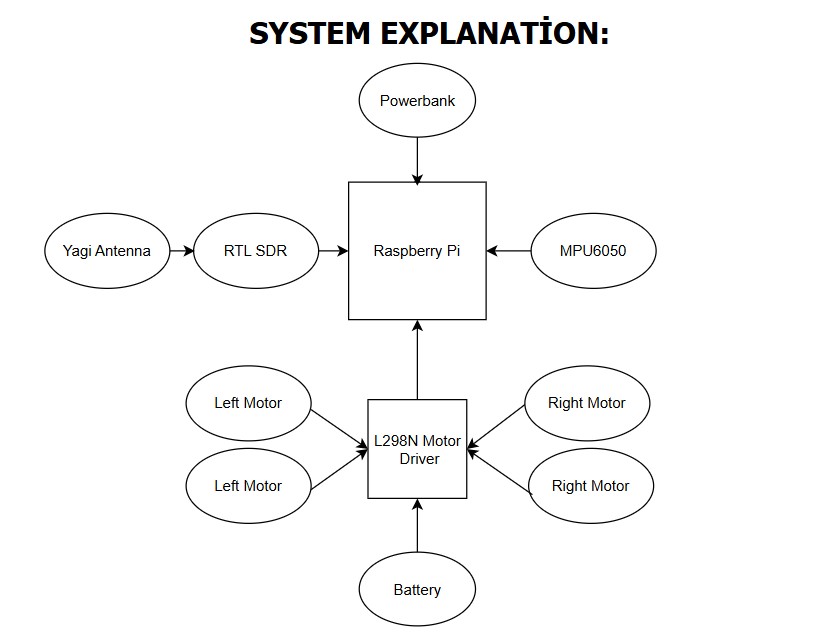 SYSTEM EXPLANATİON:
Powerbank
Yagi Antenna
RTL SDR
Raspberry Pi
MPU6050
Left Motor
Right Motor
L298N Motor
Driver
Left Motor
Right Motor
Battery